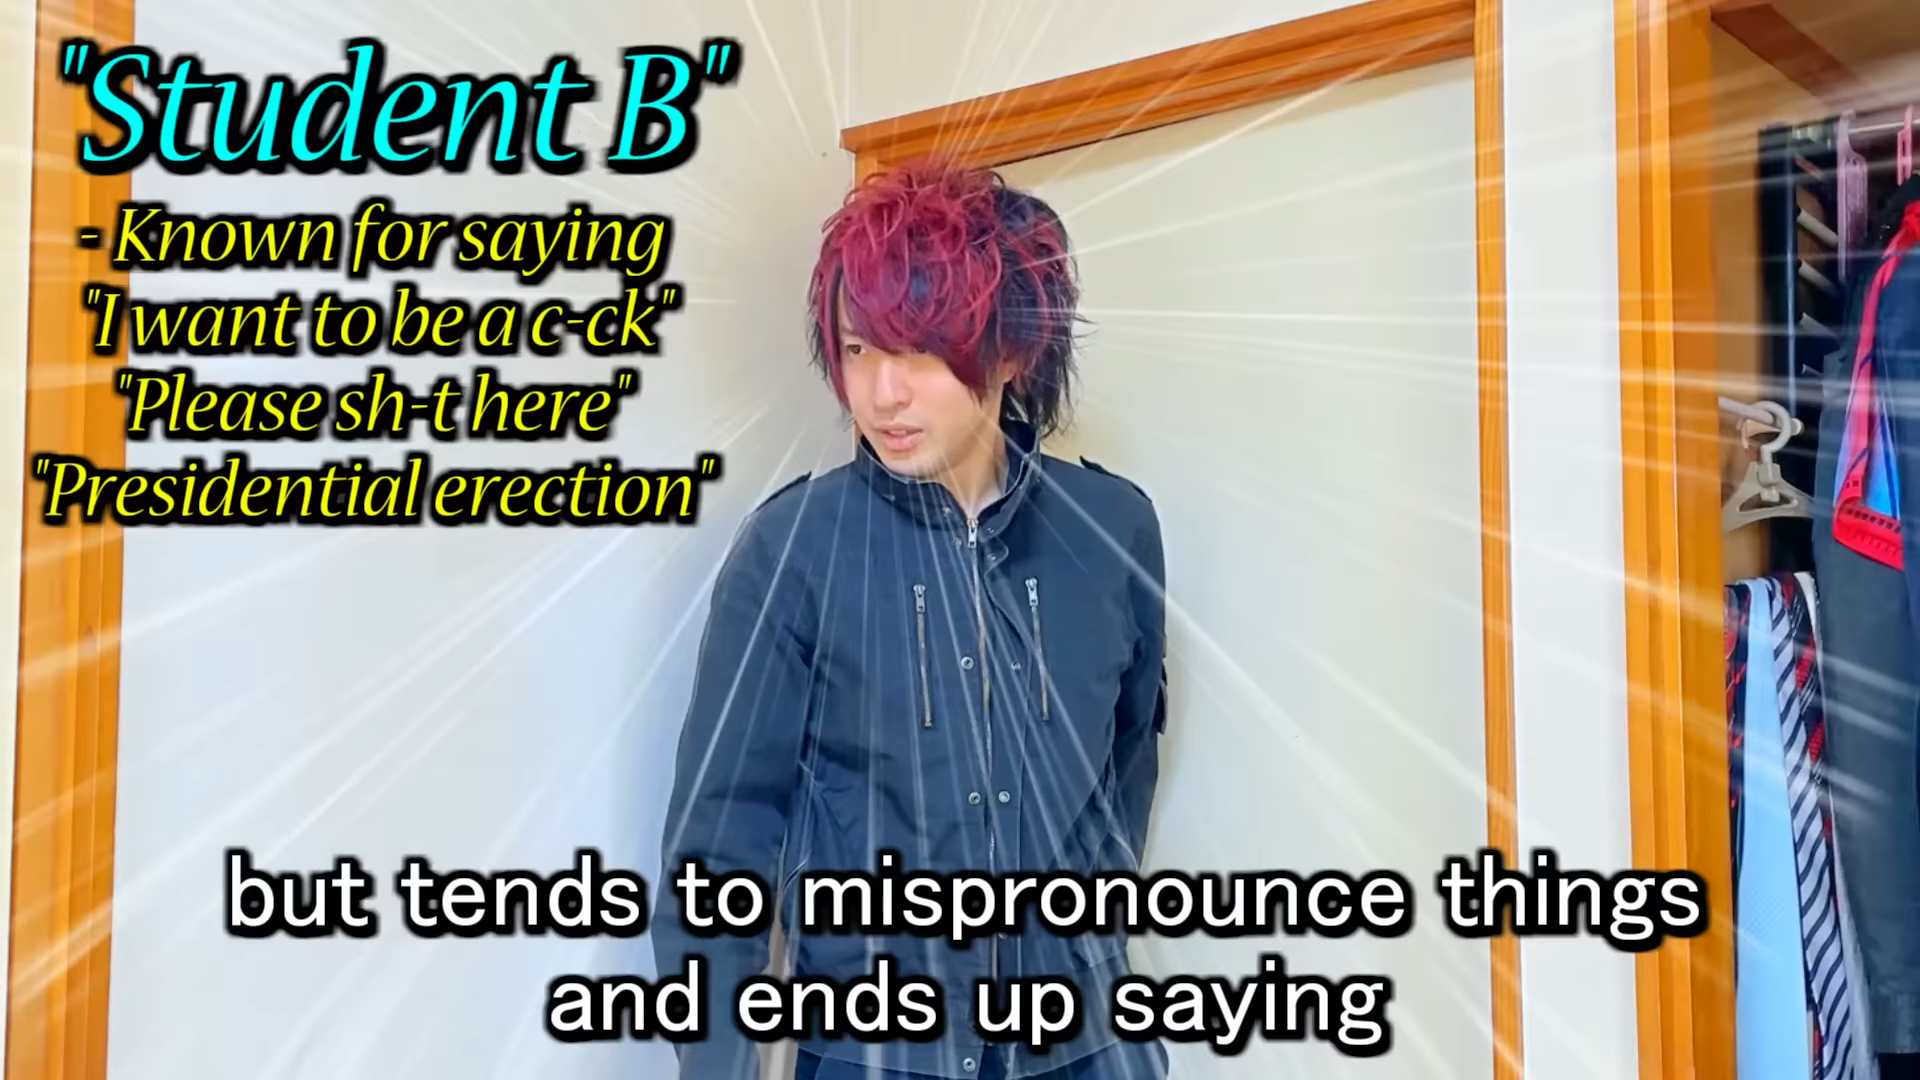 "Student B"
- Known for saying
"I want to be a c-ck"
"Please sh-t here"
"Presidential erection"
but tends to mispronounce things
and ends up saying